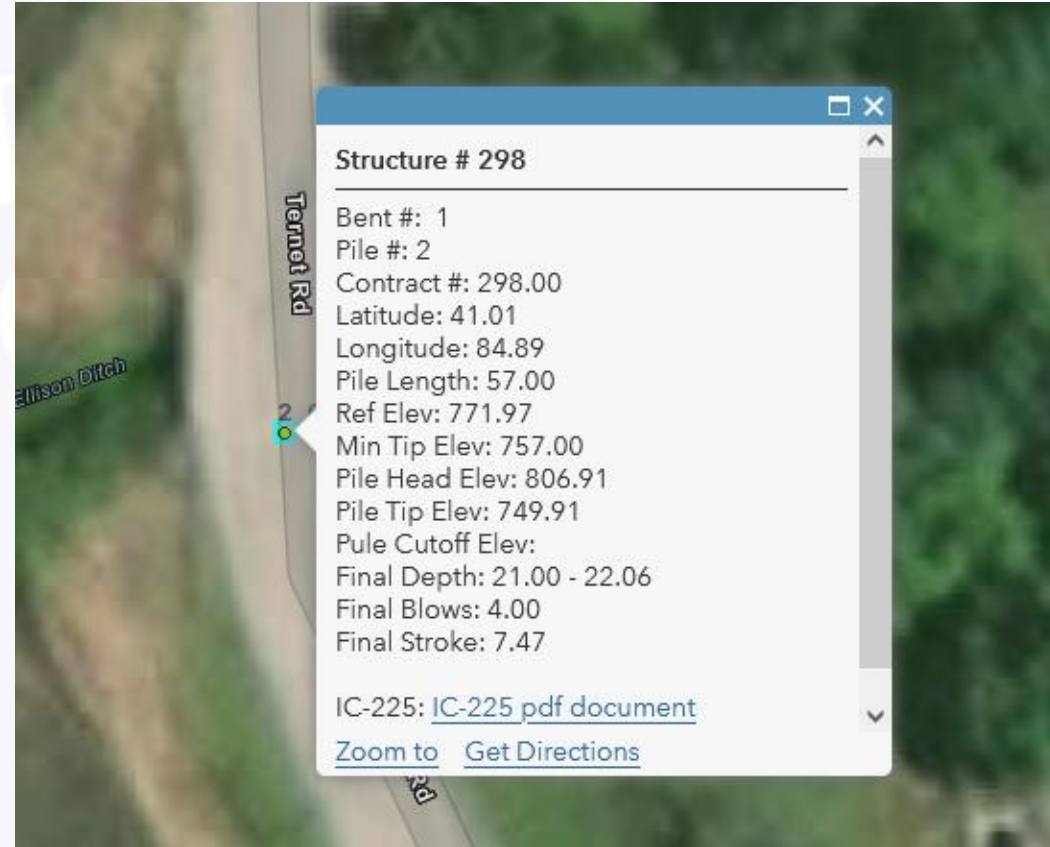 Structure # 298
Bent #: 1
Pile #: 2
Contract #: 298.00
Latitude: 41.01
Longitude: 84.89
Pile Length: 57.00
Ref Elev: 771.97
Min Tip Elev: 757.00
Pile Head Elev: 806.91
Pile Tip Elev: 749.91
Pule Cutoff Elev:
Final Depth: 21.00 - 22.06
Final Blows: 4.00
Final Stroke: 7.47
IC-225: IC-225 pdf document
Zoom to Get Directions
Ternet Rd
Ellison Ditch
2
Rd